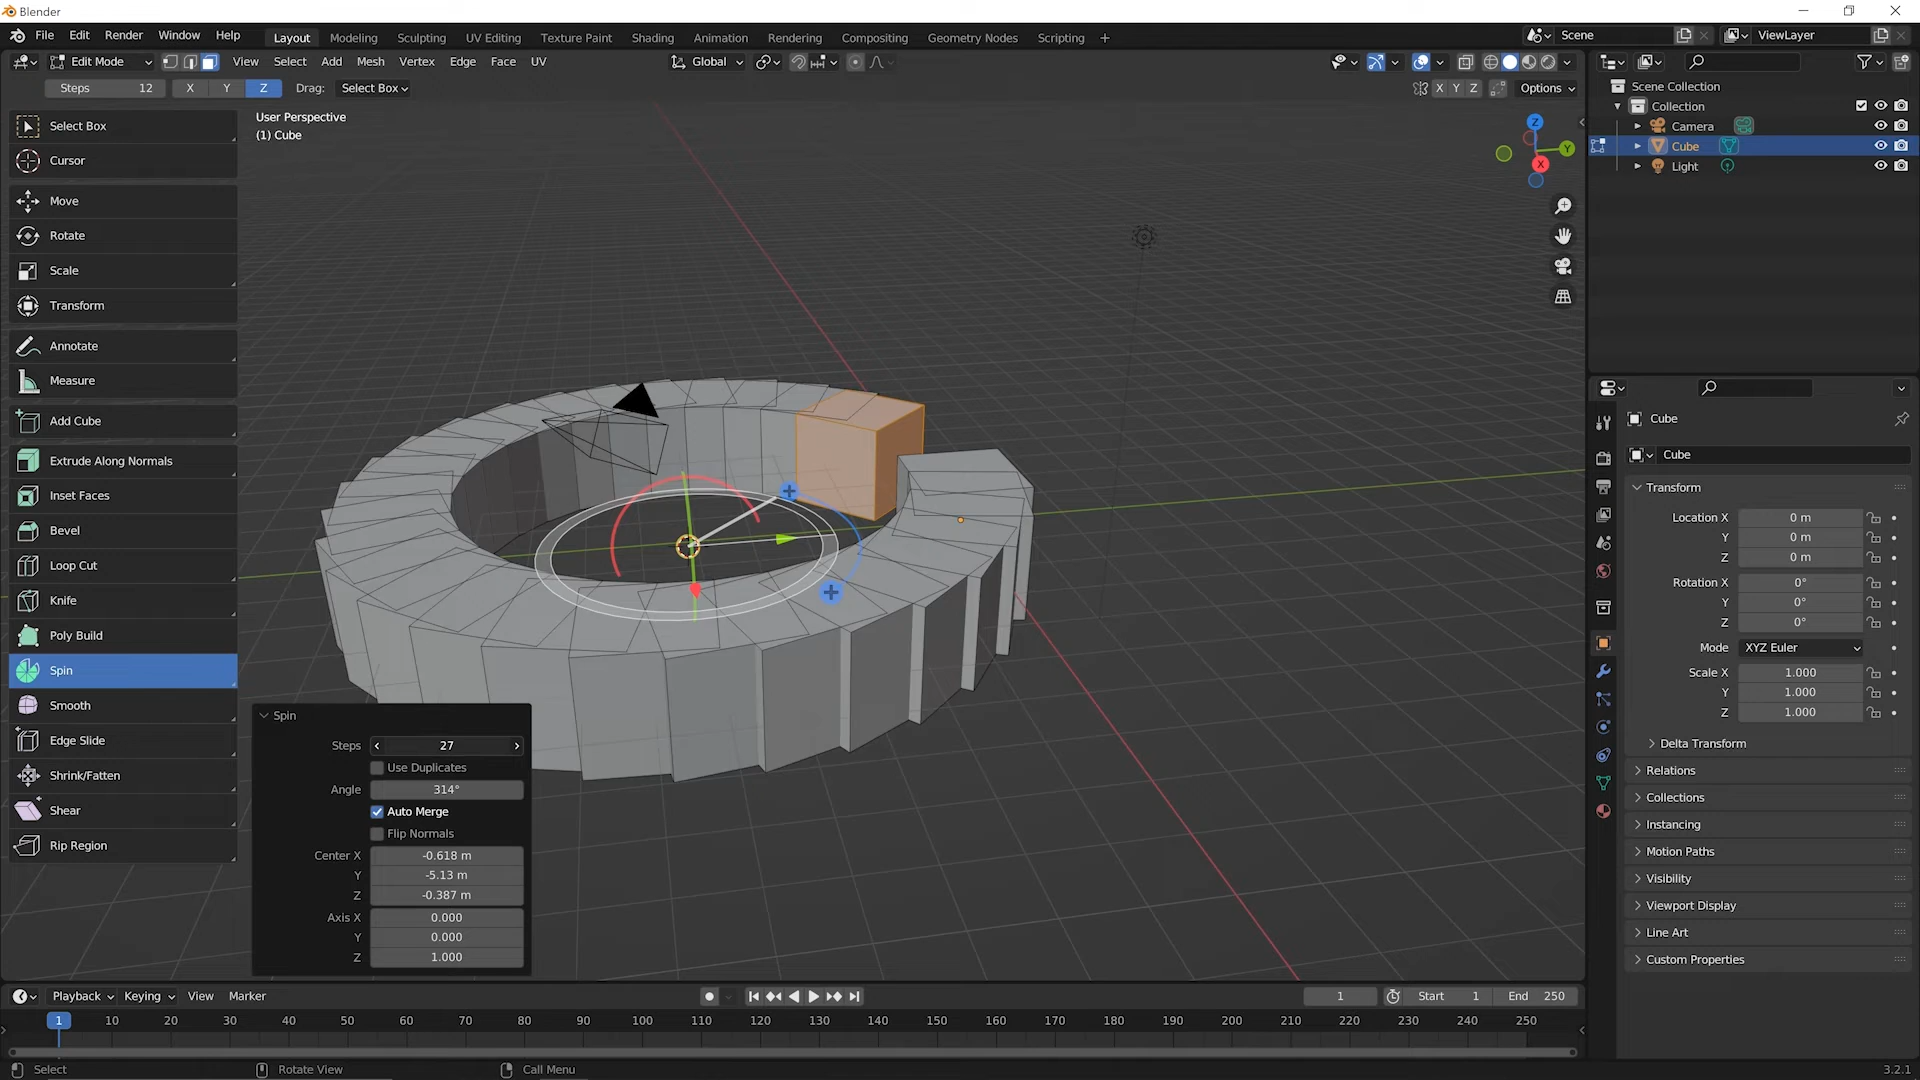 Blender
File Edit Render Window Help Layout Modeling Sculpting UV Editing Texture Paint Shading Animation Rendering Compositing Geometry Nodes Scripting + Scene ViewLayer
Edit Mode View Select Add Mesh Vertex Edge Face UV Global
Steps 12 X Y Z Drag: Select Box X Y Z Options
User Perspective
(1) Cube
Select Box
Cursor
Move
Rotate
Scale
Transform
Annotate
Measure
Add Cube
Extrude Along Normals
Inset Faces
Bevel
Loop Cut
Knife
Poly Build
Spin
Smooth
Edge Slide
Shrink/Fatten
Shear
Rip Region
Z
Y
X
Spin
Steps 27
Use Duplicates
Angle 314°
Auto Merge
Flip Normals
Center X -0.618 m
Y -5.13 m
Z -0.387 m
Axis X 0.000
Y 0.000
Z 1.000
Scene Collection
Collection
Camera
Cube
Light
Cube
Cube
Transform
Location X 0 m
Y 0 m
Z 0 m
Rotation X 0°
Y 0°
Z 0°
Mode XYZ Euler
Scale X 1.000
Y 1.000
Z 1.000
Delta Transform
Relations
Collections
Instancing
Motion Paths
Visibility
Viewport Display
Line Art
Custom Properties
Playback Keying View Marker 1 Start 1 End 250
1 10 20 30 40 50 60 70 80 90 100 110 120 130 140 150 160 170 180 190 200 210 220 230 240 250
Select Rotate View Call Menu 3.2.1